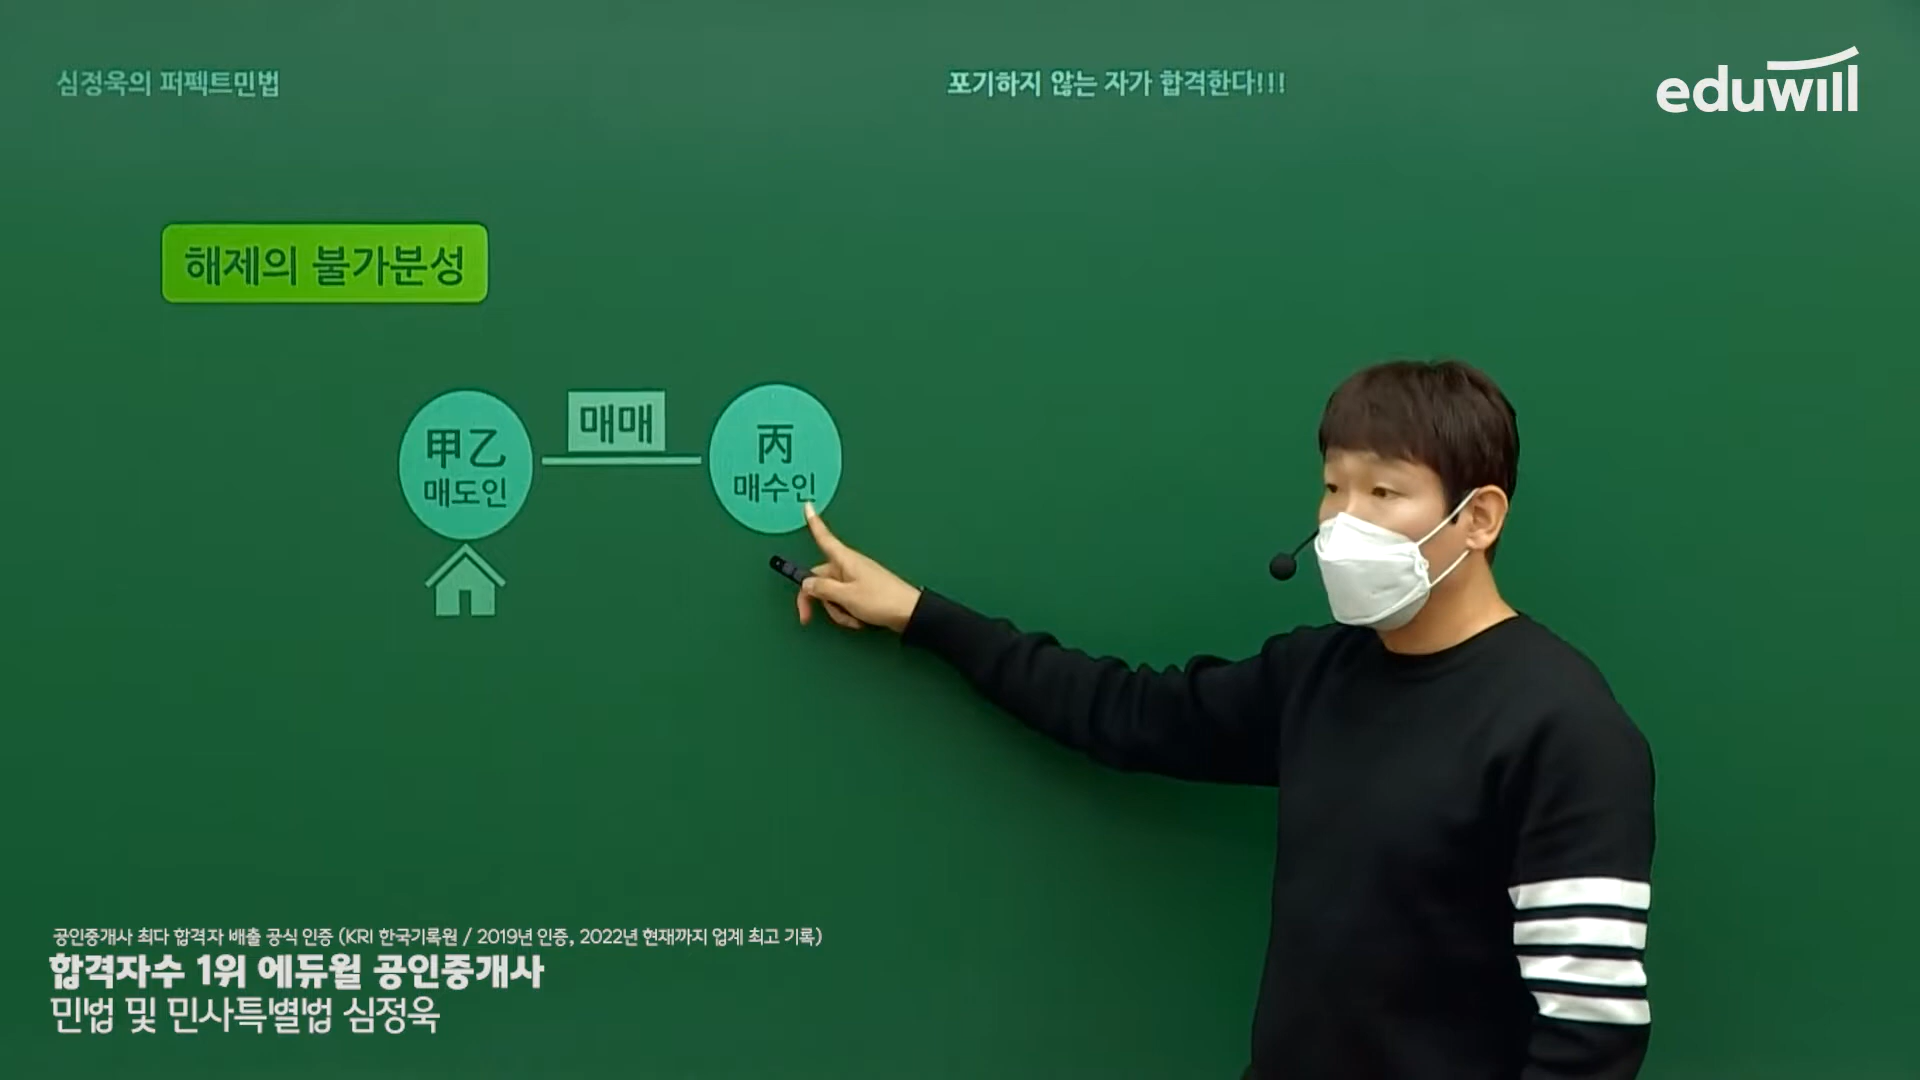 심정욱의 퍼펙트민법
포기하지 않는 자가 합격한다!!!
eduwill
해제의 불가분성
甲乙
매도인
매매
丙
매수인
공인중개사 최다 합격자 배출 공식 인증 (KRI 한국기록원 / 2019년 인증, 2022년 현재까지 업계 최고 기록)
합격자수 1위 에듀윌 공인중개사
민법 및 민사특별법 심정욱